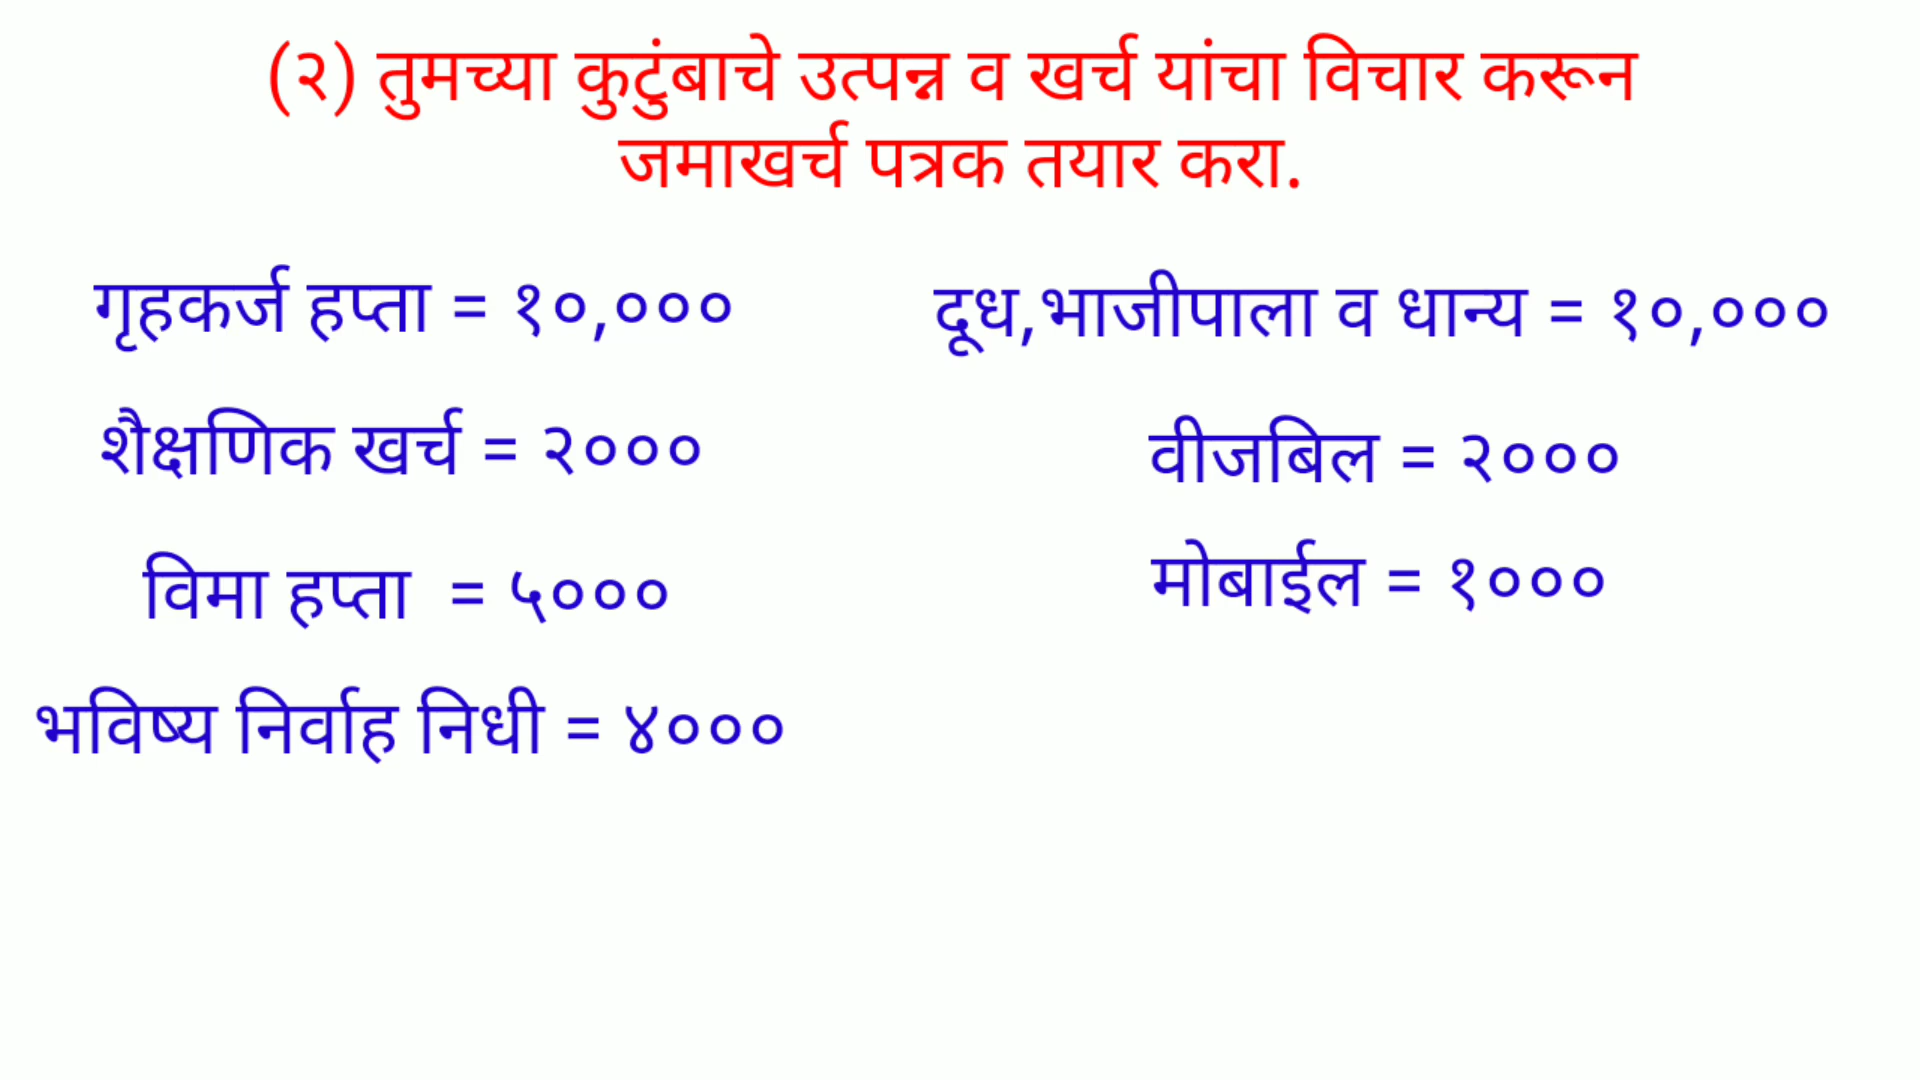 (२) तुमच्या कुटुंबाचे उत्पन्न व खर्च यांचा विचार करून
जमाखर्च पत्रक तयार करा.
गृहकर्ज हप्ता = १०,०००
शैक्षणिक खर्च = २०००
विमा हप्ता = ५०००
भविष्य निर्वाह निधी = ४०००
दूध,भाजीपाला व धान्य = १०,०००
वीजबिल = २०००
मोबाईल = १०००